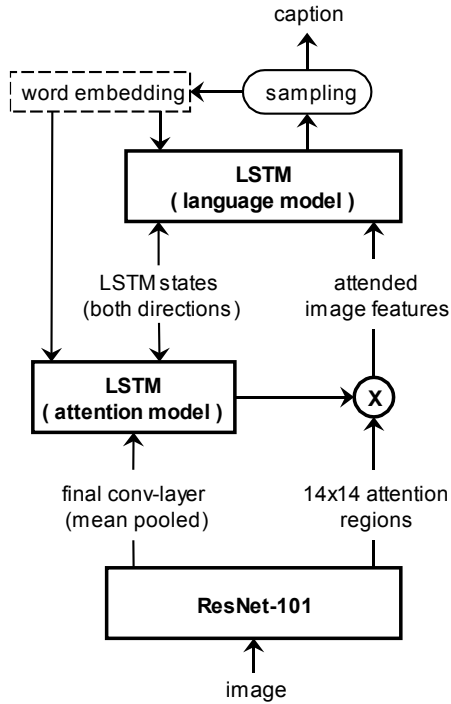 caption
word embedding
sampling
LSTM
( language model )
LSTM states
(both directions)
attended
image features
LSTM
( attention model )
X
final conv-layer
(mean pooled)
14x14 attention
regions
ResNet-101
image